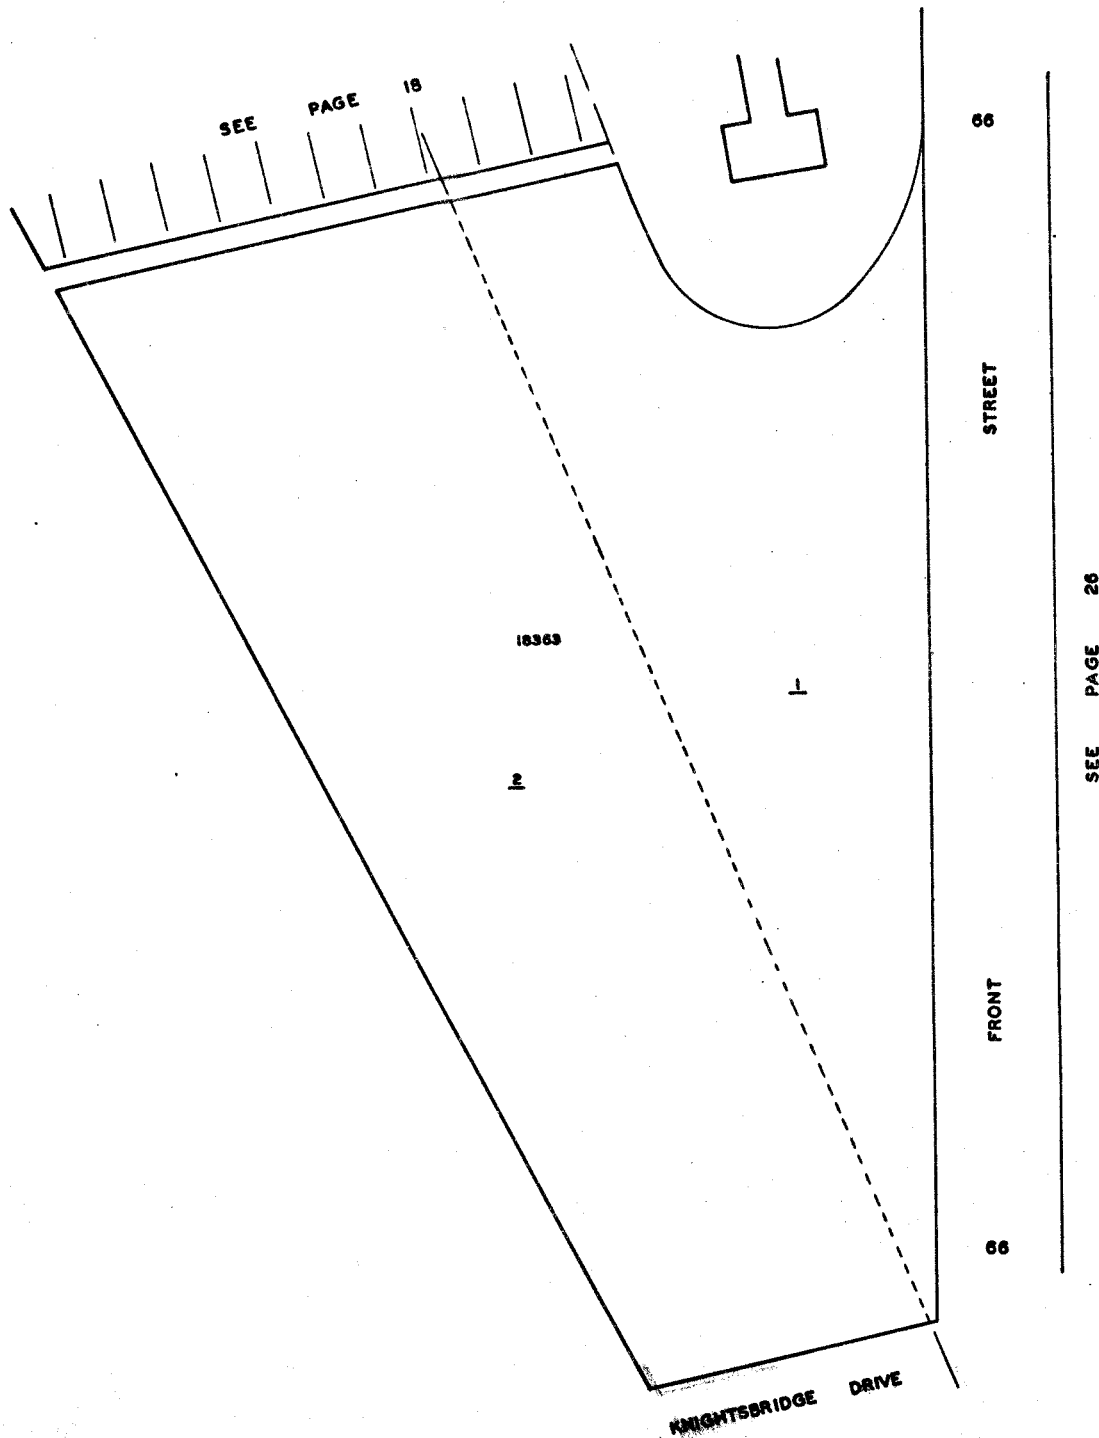 SEE PAGE 18
66
STREET
SEE PAGE 26
18363
1
2
FRONT
66
KNIGHTSBRIDGE DRIVE